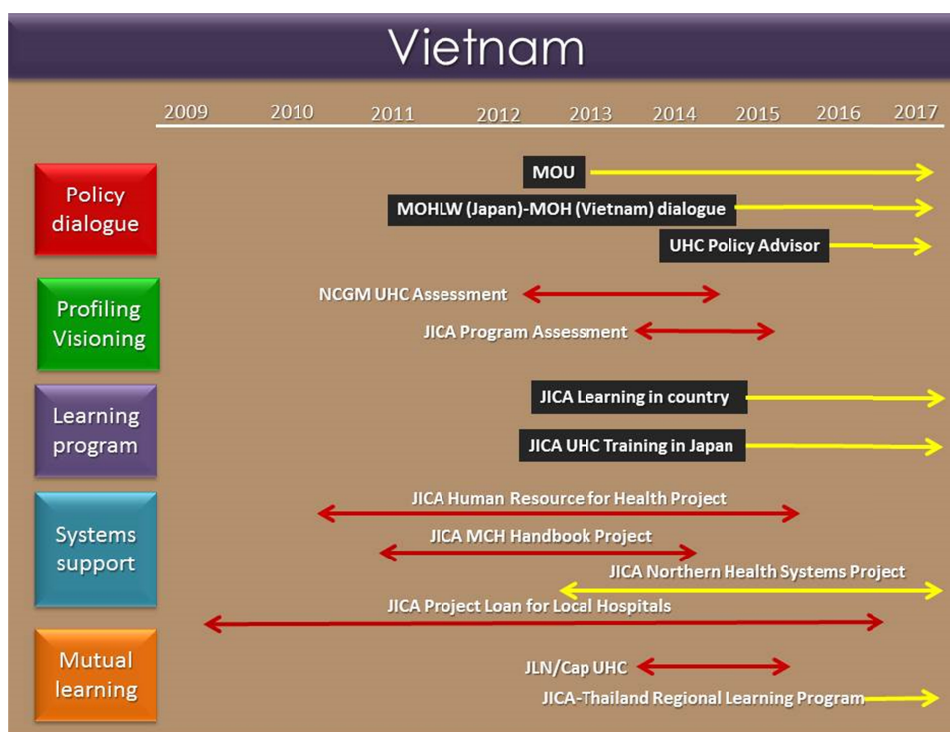 Vietnam
2009 2010 2011 2012 2013 2014 2015 2016 2017
Policy
dialogue
MOU
MOHLW (Japan)-MOH (Vietnam) dialogue
UHC Policy Advisor
Profiling
Visioning
NCGM UHC Assessment
JICA Program Assessment
Learning
program
JICA Learning in country
JICA UHC Training in Japan
Systems
support
JICA Human Resource for Health Project
JICA MCH Handbook Project
JICA Northern Health Systems Project
JICA Project Loan for Local Hospitals
Mutual
learning
JLN/Cap UHC
JICA-Thailand Regional Learning Program